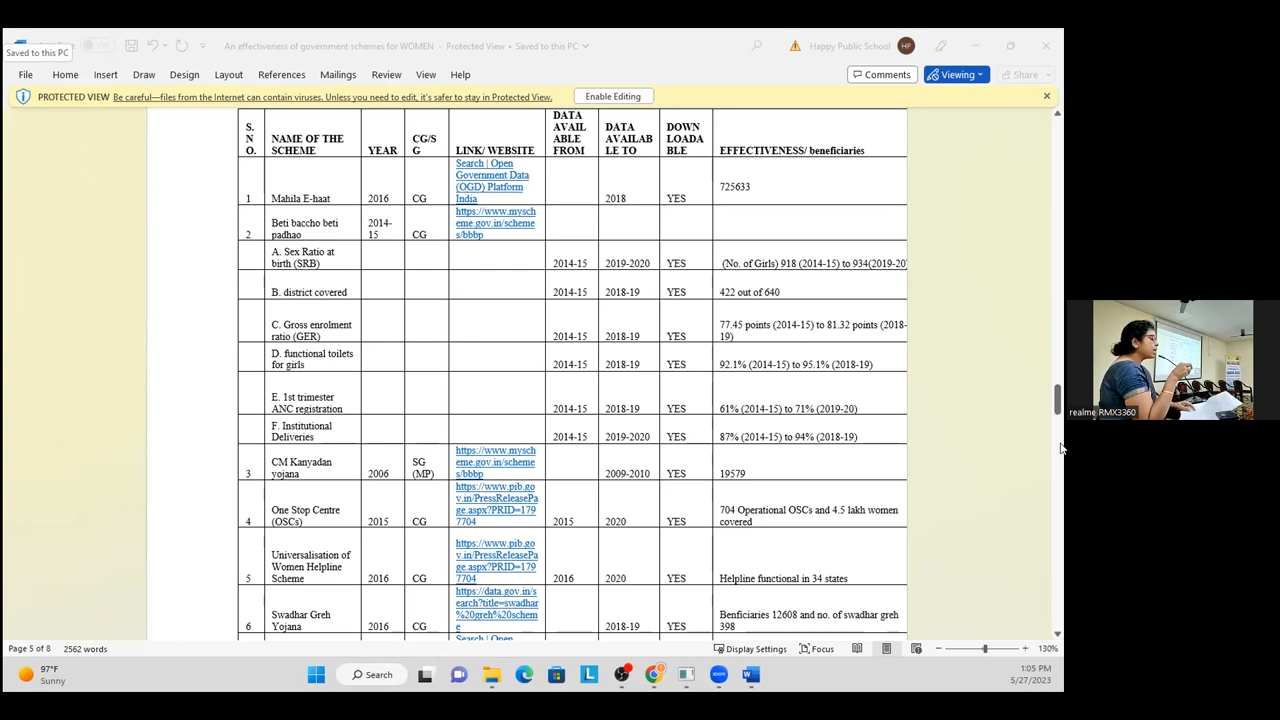 Saved to this PC
An effectiveness of government schemes for WOMEN - Protected View • Saved to this PC
Happy Public School
HP
File Home Insert Draw Design Layout References Mailings Review View Help
Comments
Viewing
Share
PROTECTED VIEW Be careful—files from the Internet can contain viruses. Unless you need to edit, it's safer to stay in Protected View.
Enable Editing
S.
N
O.
NAME OF THE
SCHEME
YEAR
CG/S
G
LINK/ WEBSITE
DATA
AVAIL
ABLE
FROM
DATA
AVAILAB
LE TO
DOWN
LOADA
BLE
EFFECTIVENESS/ beneficiaries
1
Mahila E-haat
2016
CG
Search | Open
Government Data
(OGD) Platform
India
2018
YES
725633
2
Beti baccho beti
padhao
2014-
15
CG
https://www.mysch
eme.gov.in/scheme
s/bbbp
A. Sex Ratio at
birth (SRB)
2014-15
2019-2020
YES
(No. of Girls) 918 (2014-15) to 934(2019-20)
B. district covered
2014-15
2018-19
YES
422 out of 640
C. Gross enrolment
ratio (GER)
2014-15
2018-19
YES
77.45 points (2014-15) to 81.32 points (2018-
19)
D. functional toilets
for girls
2014-15
2018-19
YES
92.1% (2014-15) to 95.1% (2018-19)
E. 1st trimester
ANC registration
2014-15
2018-19
YES
61% (2014-15) to 71% (2019-20)
F. Institutional
Deliveries
2014-15
2019-2020
YES
87% (2014-15) to 94% (2018-19)
3
CM Kanyadan
yojana
2006
SG
(MP)
https://www.mysch
eme.gov.in/scheme
s/bbbp
2009-2010
YES
19579
4
One Stop Centre
(OSCs)
2015
CG
https://www.pib.go
v.in/PressReleasePa
ge.aspx?PRID=179
7704
2015
2020
YES
704 Operational OSCs and 4.5 lakh women
covered
5
Universalisation of
Women Helpline
Scheme
2016
CG
https://www.pib.go
v.in/PressReleasePa
ge.aspx?PRID=179
7704
2016
2020
YES
Helpline functional in 34 states
6
Swadhar Greh
Yojana
2016
CG
https://data.gov.in/s
earch?title=swadhar
%20greh%20schem
e
2018-19
YES
Benficiaries 12608 and no. of swadhar greh
398
Search | Open
realme RMX3360
Page 5 of 8 2562 words
Display Settings
Focus
130%
97°F
Sunny
Search
zoom
1:05 PM
5/27/2023